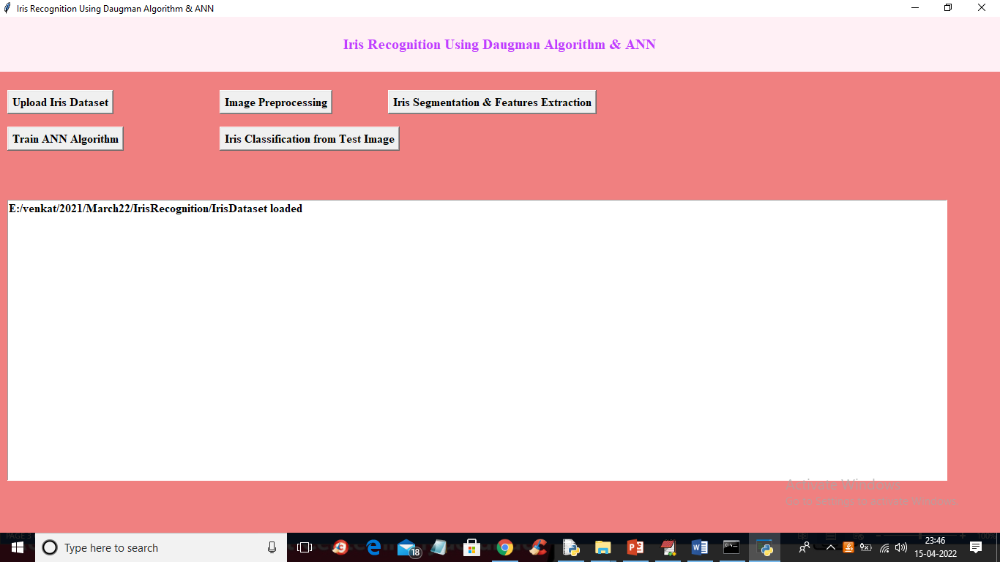 Iris Recognition Using Daugman Algorithm & ANN
Iris Recognition Using Daugman Algorithm & ANN
Upload Iris Dataset
Image Preprocessing
Iris Segmentation & Features Extraction
Train ANN Algorithm
Iris Classification from Test Image
E:/venkat/2021/March22/IrisRecognition/IrisDataset loaded
Activate Windows
Go to Settings to activate Windows.
Type here to search
18
23:46
15-04-2022
100%